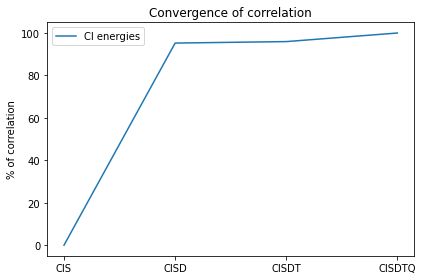 Convergence of correlation
CI energies
% of correlation
100
80
60
40
20
0
CIS
CISD
CISDT
CISDTQ